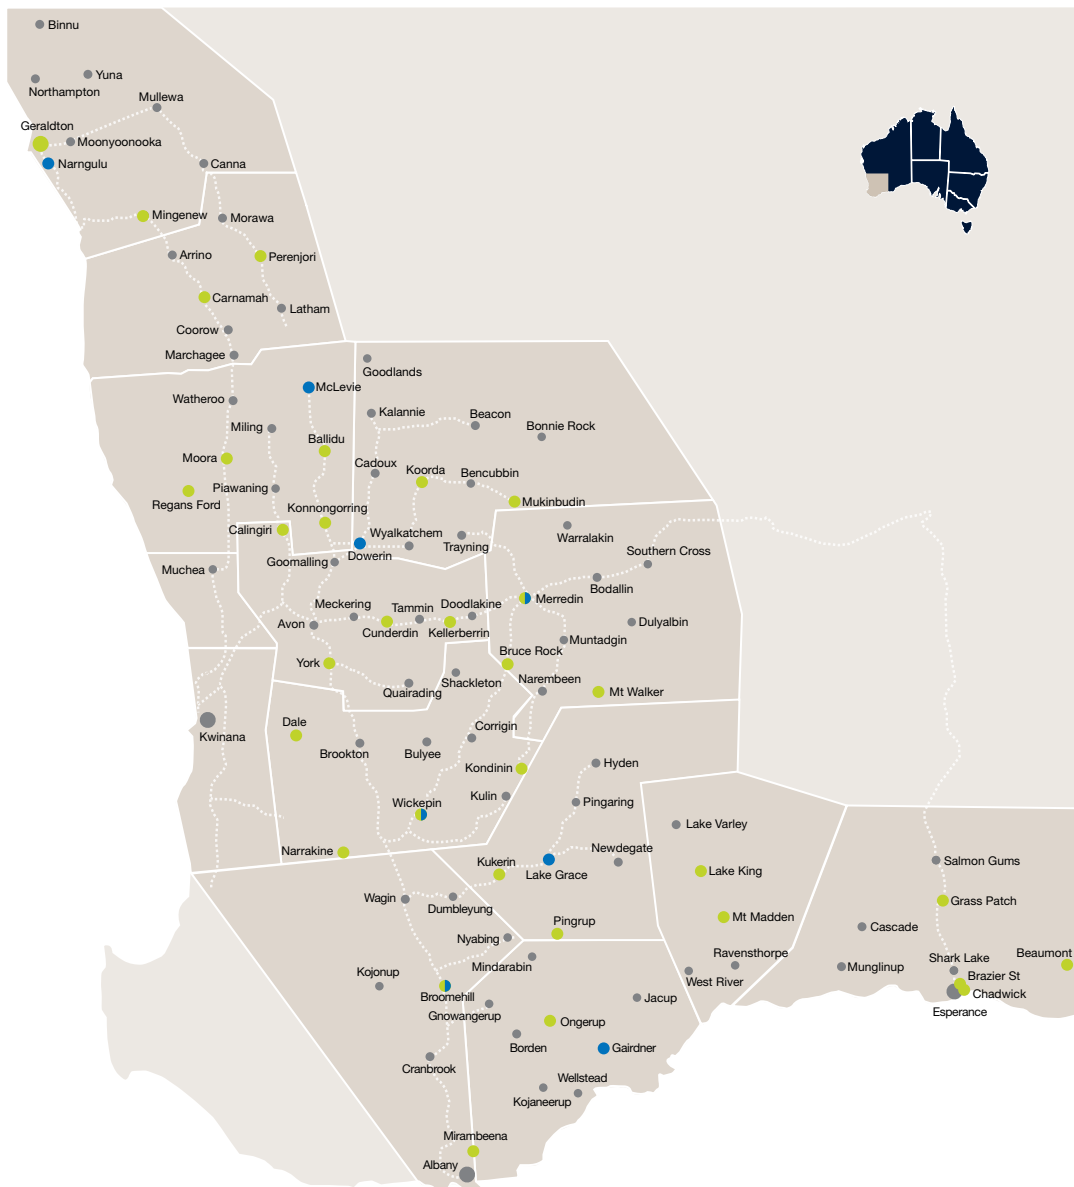 Binnu
Yuna
Northampton
Mullewa
Geraldton
Moonyoonooka
Narngulu
Canna
Mingenew
Morawa
Arrino
Perenjori
Carnamah
Latham
Coorow
Marchagee
Goodlands
McLevie
Watheroo
Kalannie
Beacon
Miling
Bonnie Rock
Ballidu
Moora
Cadoux
Koorda
Bencubbin
Piawaning
Regans Ford
Mukinbudin
Konnongorring
Calingiri
Wyalkatchem
Warralakin
Trayning
Southern Cross
Dowerin
Goomalling
Muchea
Bodallin
Merredin
Meckering
Tammin
Doodlakine
Avon
Cunderdin
Kellerberrin
Dulyalbin
Muntadgin
Bruce Rock
York
Narembeen
Shackleton
Quairading
Mt Walker
Dale
Corrigin
Kwinana
Brookton
Bulyee
Hyden
Kondinin
Kulin
Wickepin
Pingaring
Lake Varley
Narrakine
Newdegate
Kukerin
Lake Grace
Salmon Gums
Lake King
Wagin
Dumbleyung
Grass Patch
Mt Madden
Pingrup
Cascade
Nyabing
Mindarabin
Ravensthorpe
Beaumont
Shark Lake
Munglinup
Kojonup
West River
Brazier St
Chadwick
Broomehill
Jacup
Gnowangerup
Esperance
Ongerup
Borden
Gairdner
Cranbrook
Wellstead
Kojaneerup
Mirambeena
Albany